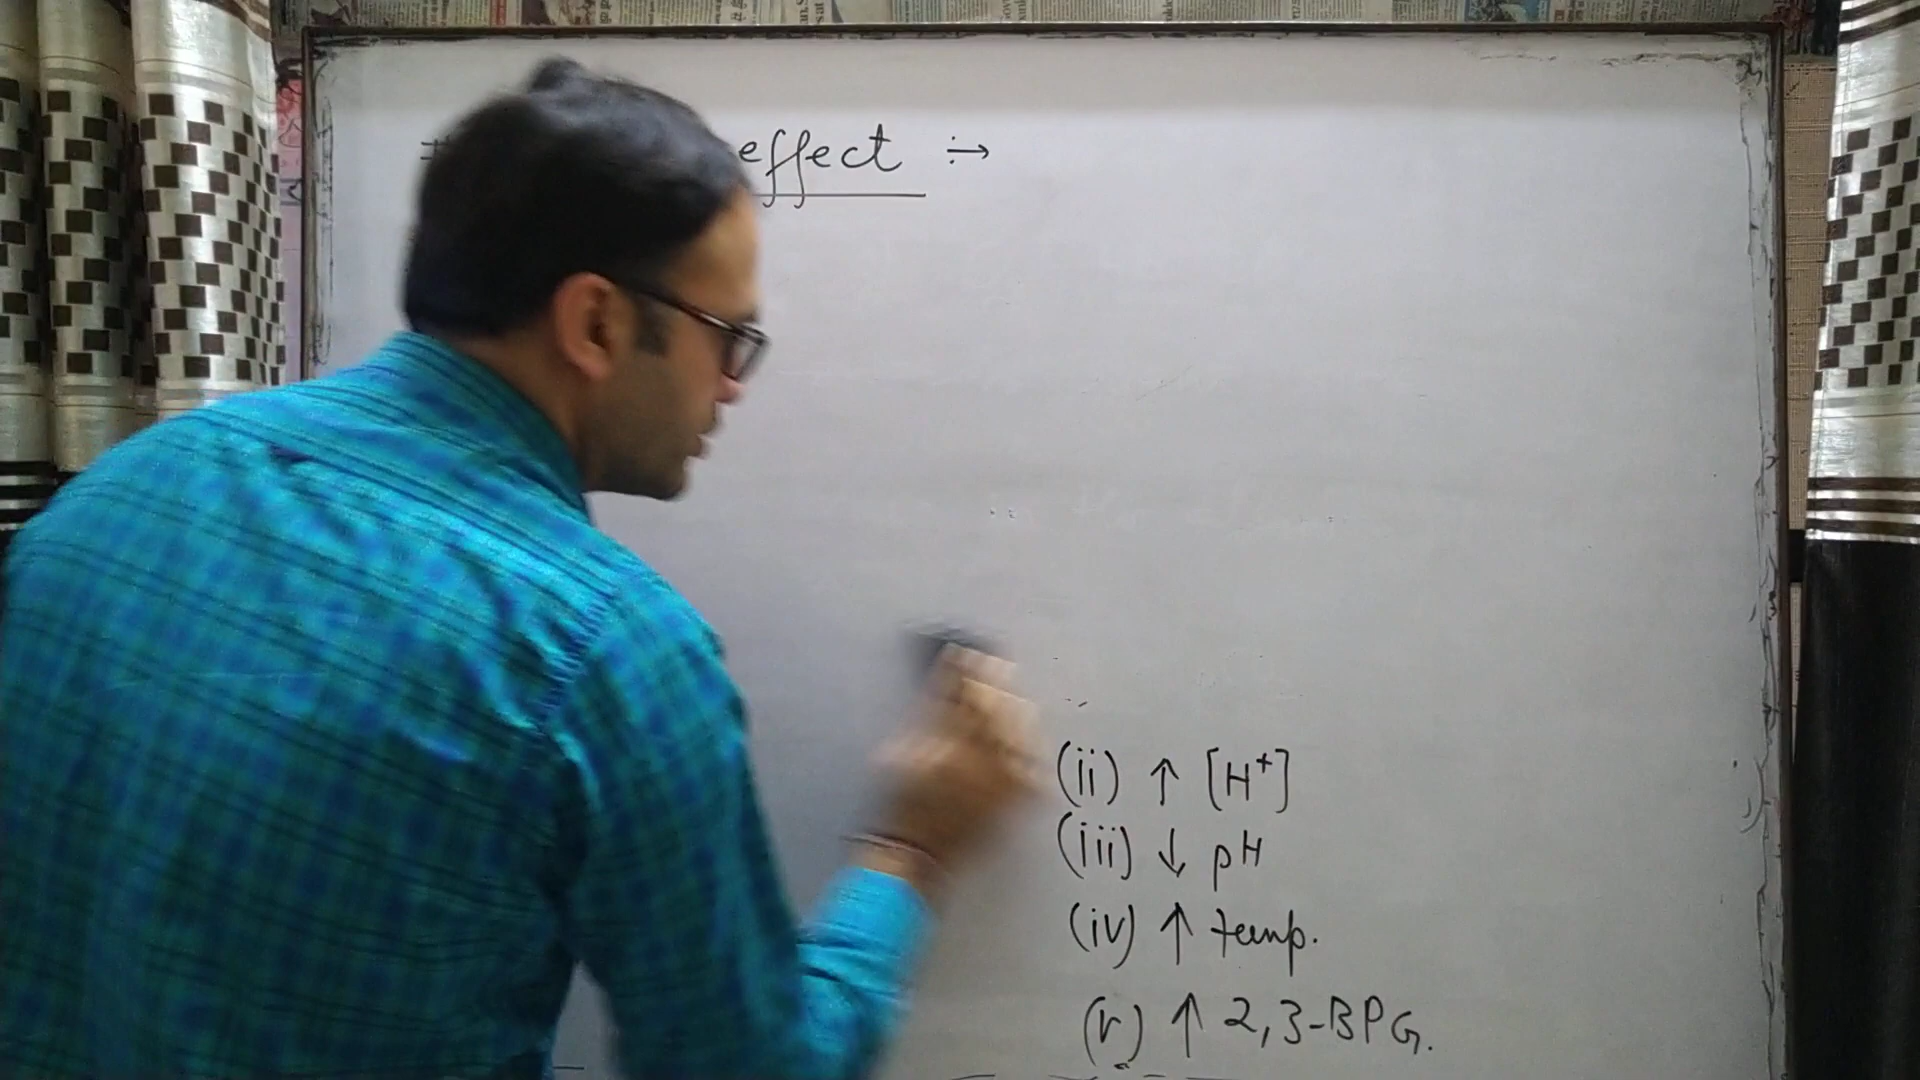 effect :→
(ii) ↑ [H⁺]
(iii) ↓ pH
(iv) ↑ temp.
(v) ↑ 2,3-BPG.